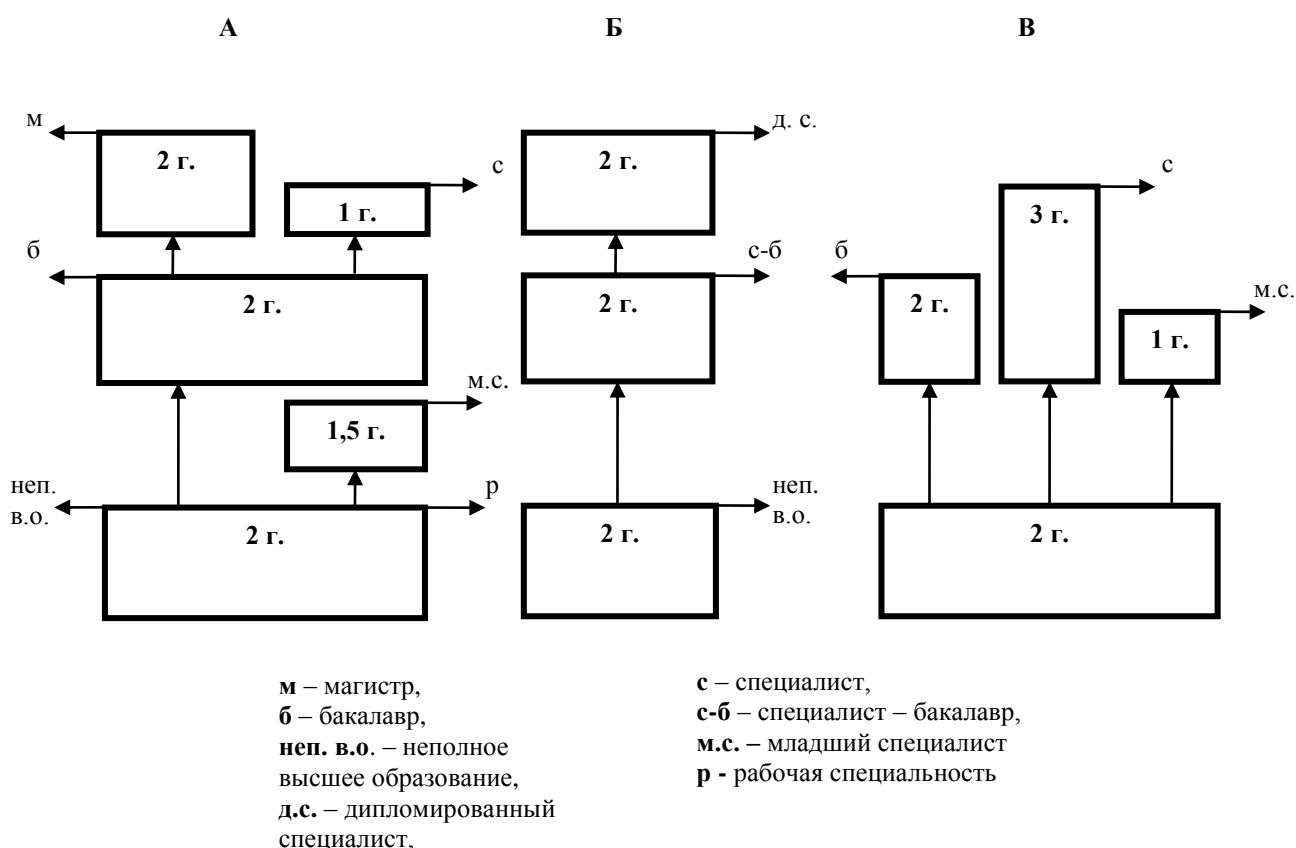 А Б В
м
2 г.
с
1 г.
б
2 г.
м.с.
1,5 г.
неп.
в.о.
р
2 г.
д. с.
2 г.
с-б
2 г.
неп.
в.о.
2 г.
с
3 г.
б
2 г.
м.с.
1 г.
2 г.
м – магистр,
б – бакалавр,
неп. в.о. – неполное
высшее образование,
д.с. – дипломированный
специалист,
с – специалист,
с-б – специалист – бакалавр,
м.с. – младший специалист
р - рабочая специальность